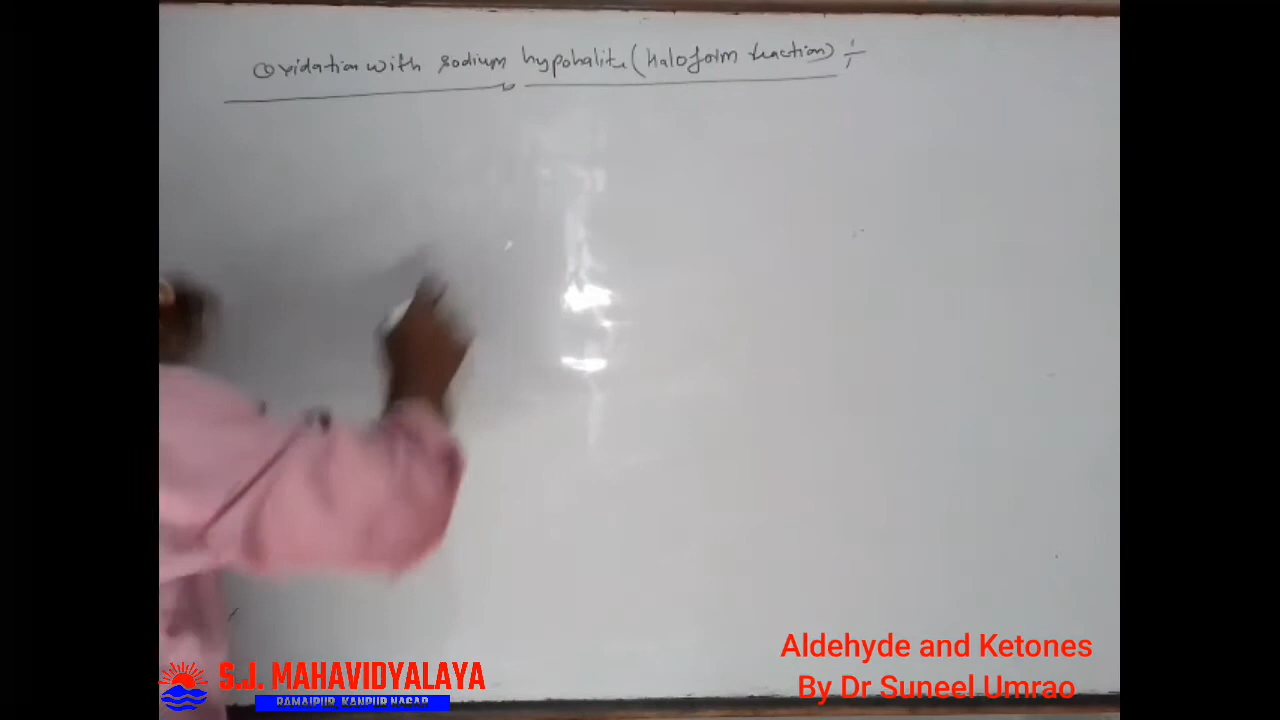 Oxidation with sodium hypohalite (Haloform reaction) :-
Aldehyde and Ketones
By Dr Suneel Umrao
S.J. MAHAVIDYALAYA
RAMAIPUR, KANPUR NAGAR